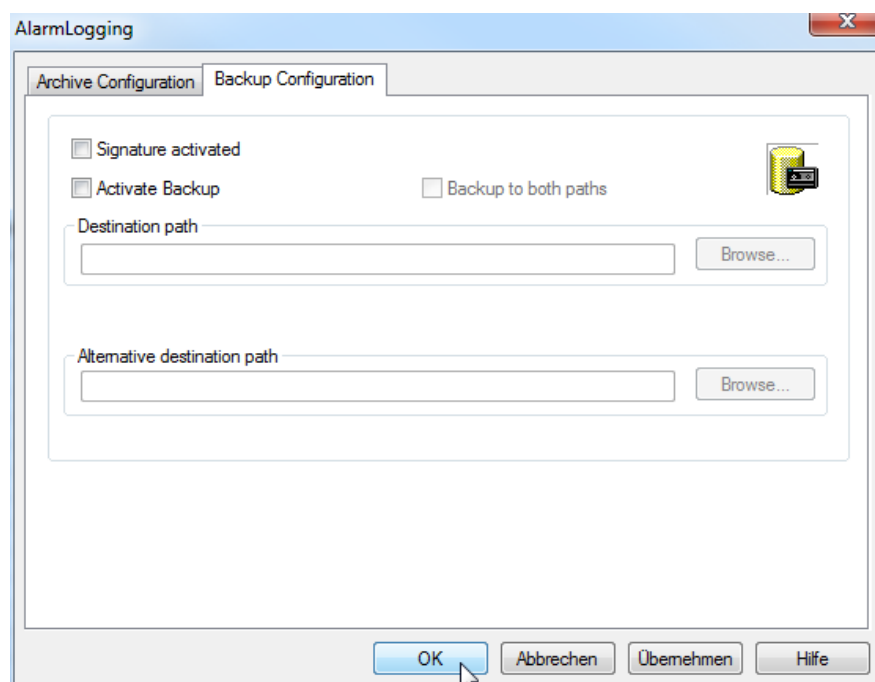 AlarmLogging
Archive Configuration Backup Configuration
Signature activated
Activate Backup Backup to both paths
Destination path
Browse...
Alternative destination path
Browse...
OK Abbrechen Übernehmen Hilfe